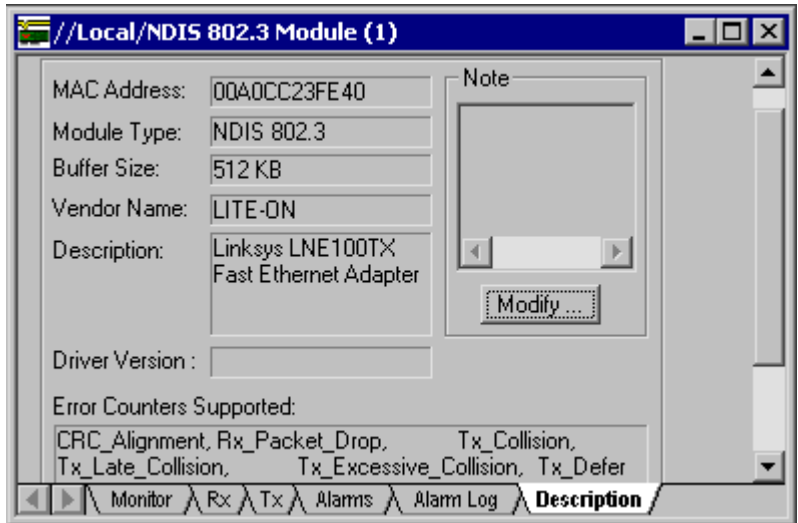 //Local/NDIS 802.3 Module (1)
MAC Address: 00A0CC23FE40
Module Type: NDIS 802.3
Buffer Size: 512 KB
Vendor Name: LITE-ON
Description: Linksys LNE100TX
Fast Ethernet Adapter
Note
Modify ...
Driver Version :
Error Counters Supported:
CRC_Alignment, Rx_Packet_Drop, Tx_Collision,
Tx_Late_Collision, Tx_Excessive_Collision, Tx_Defer
Monitor Rx Tx Alarms Alarm Log Description